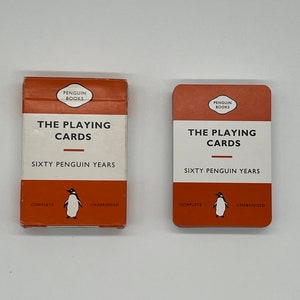 PENGUIN
BOOKS
THE PLAYING
CARDS
SIXTY PENGUIN YEARS
COMPLETE UNABRIDGED
PENGUIN
BOOKS
THE PLAYING
CARDS
SIXTY PENGUIN YEARS
COMPLETE UNABRIDGED